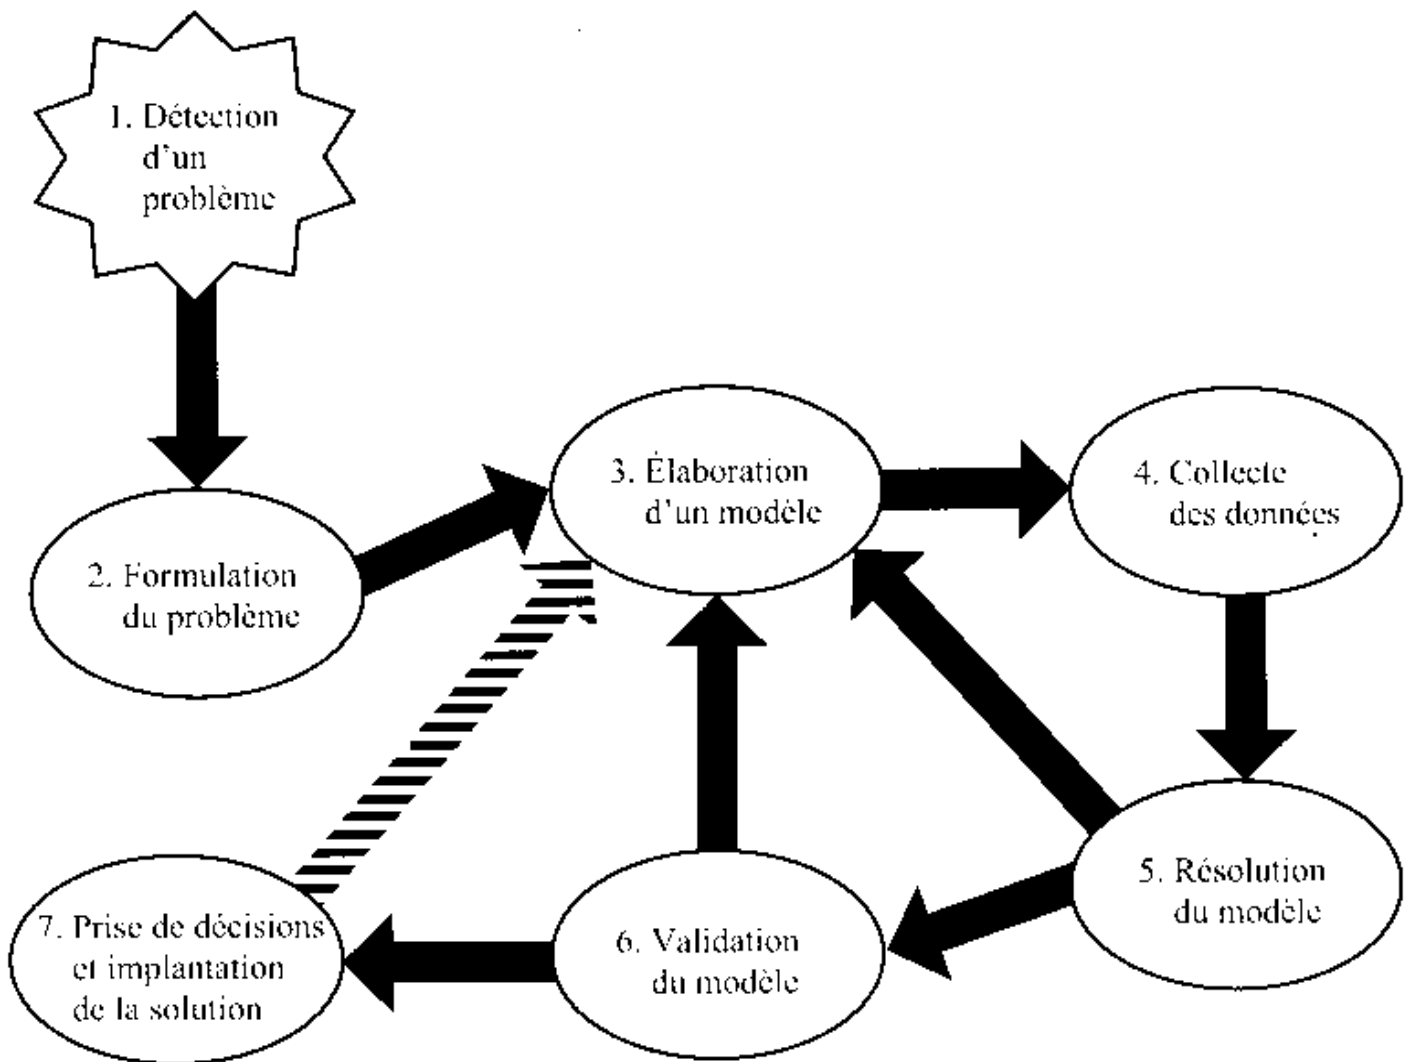 1. Détection
d'un
problème
2. Formulation
du problème
3. Élaboration
d'un modèle
4. Collecte
des données
5. Résolution
du modèle
6. Validation
du modèle
7. Prise de décisions
et implantation
de la solution